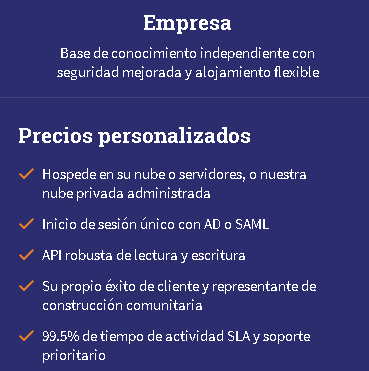 Empresa
Base de conocimiento independiente con
seguridad mejorada y alojamiento flexible
Precios personalizados
Hospede en su nube o servidores, o nuestra
nube privada administrada
Inicio de sesión único con AD o SAML
API robusta de lectura y escritura
Su propio éxito de cliente y representante de
construcción comunitaria
99.5% de tiempo de actividad SLA y soporte
prioritario